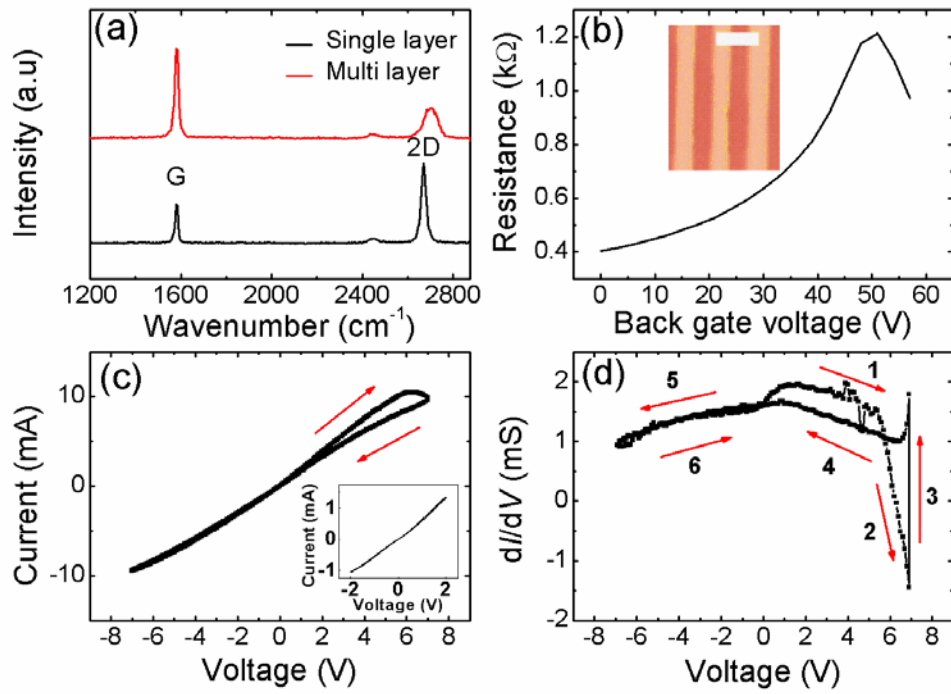 (a)
Single layer
Multi layer
G
2D
Intensity (a.u)
1200 1600 2000 2400 2800
Wavenumber (cm⁻¹)
(b)
Resistance (kΩ)
1.2
1.0
0.8
0.6
0.4
0 10 20 30 40 50 60
Back gate voltage (V)
(c)
Current (mA)
10
0
-10
-8 -6 -4 -2 0 2 4 6 8
Voltage (V)
Current (mA)
1
0
-1
-2 0 2
Voltage (V)
(d)
dI/dV (mS)
2
1
0
-1
-2
1
5
6
4
2
3
-8 -6 -4 -2 0 2 4 6 8
Voltage (V)